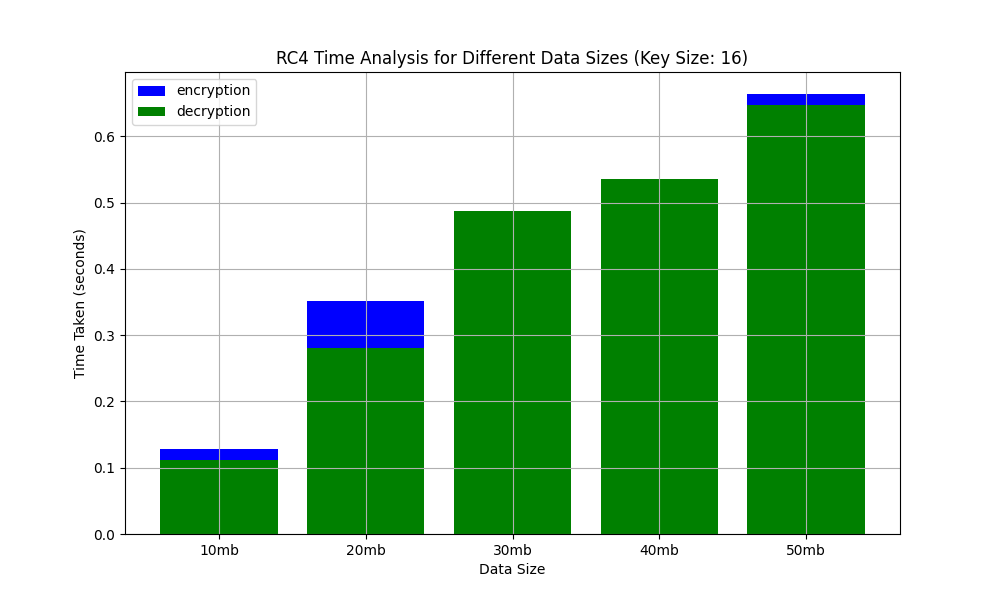 RC4 Time Analysis for Different Data Sizes (Key Size: 16)
encryption
decryption
Time Taken (seconds)
0.6
0.5
0.4
0.3
0.2
0.1
0.0
10mb 20mb 30mb 40mb 50mb
Data Size